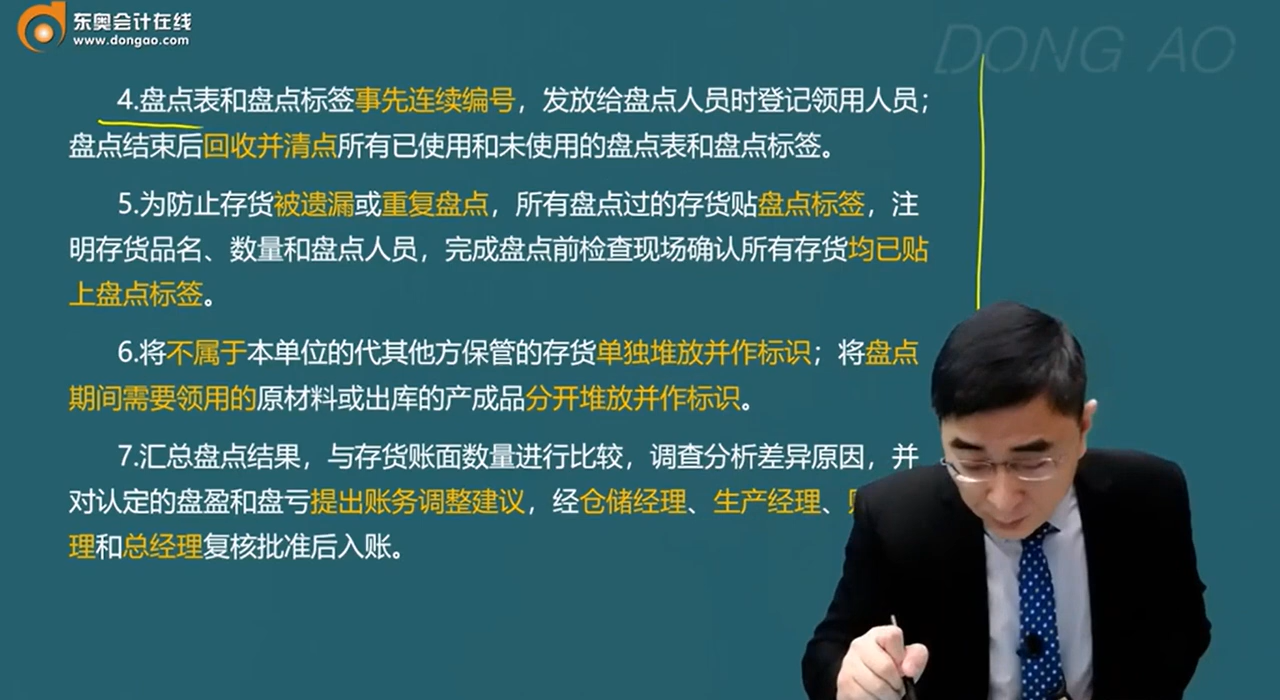 东奥会计在线
www.dongao.com
DONG AO
4.盘点表和盘点标签事先连续编号，发放给盘点人员时登记领用人员；
盘点结束后回收并清点所有已使用和未使用的盘点表和盘点标签。
5.为防止存货被遗漏或重复盘点，所有盘点过的存货贴盘点标签，注
明存货品名、数量和盘点人员，完成盘点前检查现场确认所有存货均已贴
上盘点标签。
6.将不属于本单位的代其他方保管的存货单独堆放并作标识；将盘点
期间需要领用的原材料或出库的产成品分开堆放并作标识。
7.汇总盘点结果，与存货账面数量进行比较，调查分析差异原因，并
对认定的盘盈和盘亏提出账务调整建议，经仓储经理、生产经理、
理和总经理复核批准后入账。